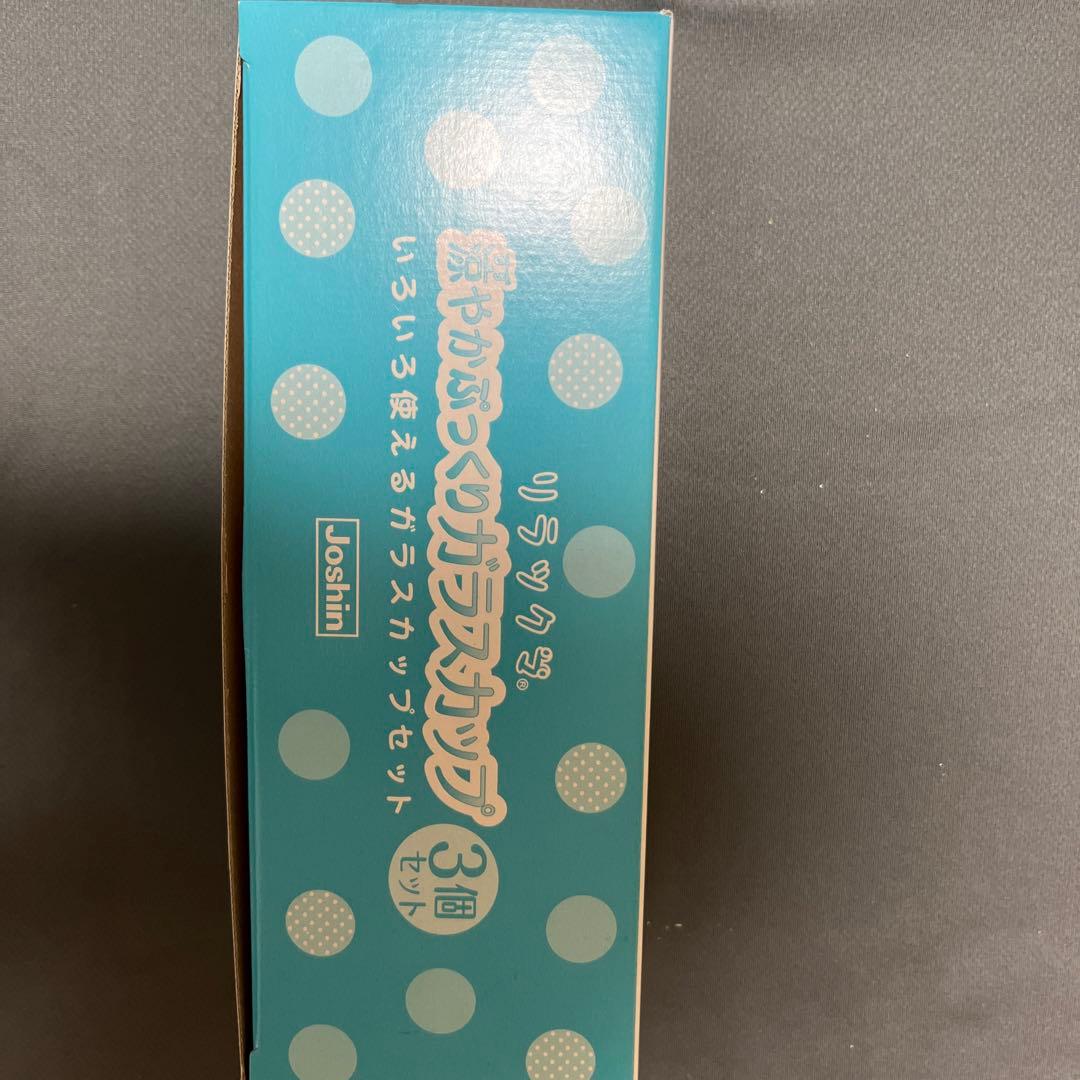 リラックマ®
涼やかぷっくりガラスカップ
3個
セット
いろいろ使えるガラスカップセット
Joshin